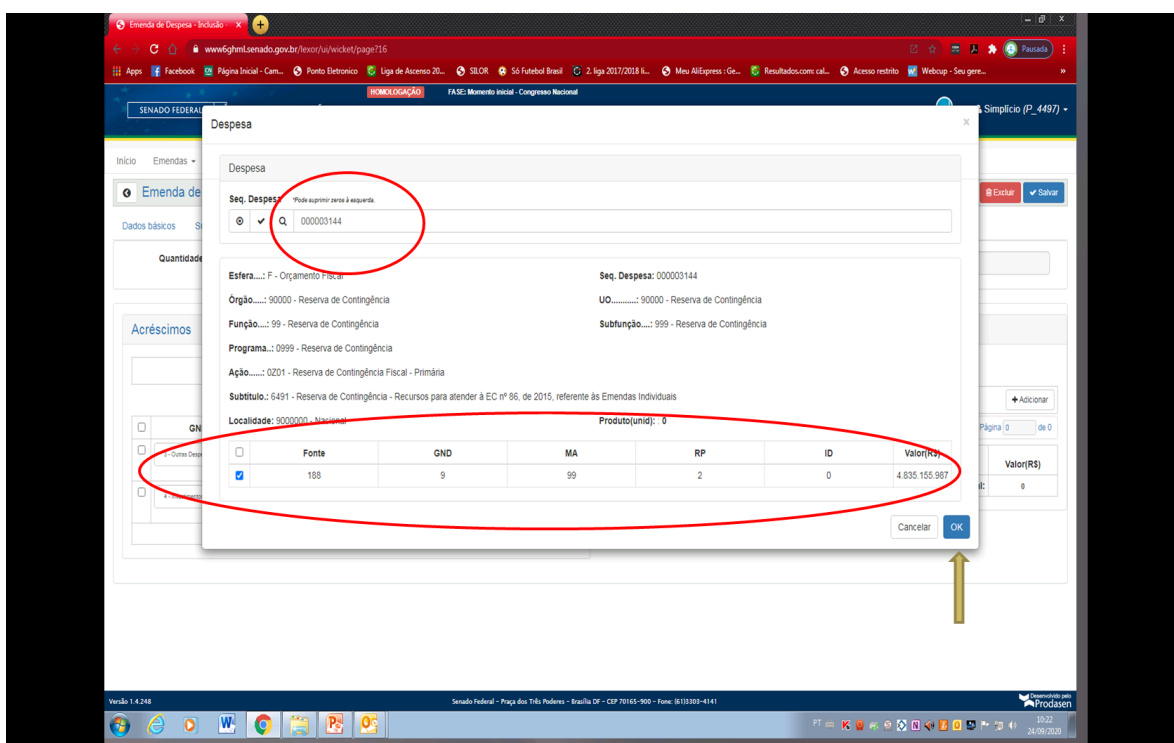 Emenda de Despesa - Inclusão
www6ghml.senado.gov.br/lexor/ui/wicket/page?16
Pausada
Apps Facebook Página Inicial - Cam... Ponto Eletronico Liga de Ascenso 20... SILOR Só Futebol Brasil 2. liga 2017/2018 li... Meu AliExpress : Ge... Resultados.com: cal... Acesso restrito Webcup - Seu gere... »
HOMOLOGAÇÃO FASE: Momento inicial - Congresso Nacional
SENADO FEDERAL
Simplício (P_4497)
Despesa ×
Início Emendas
Despesa
Emenda de
Excluir Salvar
Seq. Despesa *Pode suprimir zeros à esquerda.
000003144
Dados básicos
Quantidade
Esfera....: F - Orçamento Fiscal Seq. Despesa: 000003144
Órgão.....: 90000 - Reserva de Contingência UO...........: 90000 - Reserva de Contingência
Função....: 99 - Reserva de Contingência Subfunção....: 999 - Reserva de Contingência
Acréscimos
Programa..: 0999 - Reserva de Contingência
Ação......: 0Z01 - Reserva de Contingência Fiscal - Primária
Subtítulo.: 6491 - Reserva de Contingência - Recursos para atender à EC nº 86, de 2015, referente às Emendas Individuais
Adicionar
Localidade: 9000000 - Nacional Produto(unid): : 0
GN
Página 0 de 0
Fonte GND MA RP ID Valor(R$)
Valor(R$)
188 9 99 2 0 4.835.155.987
0
Cancelar OK
Versão 1.4.248 Senado Federal - Praça dos Três Poderes - Brasília DF - CEP 70165-900 - Fone: (61)3303-4141 Desenvolvido pelo
Prodasen
PT
10:22
24/09/2020